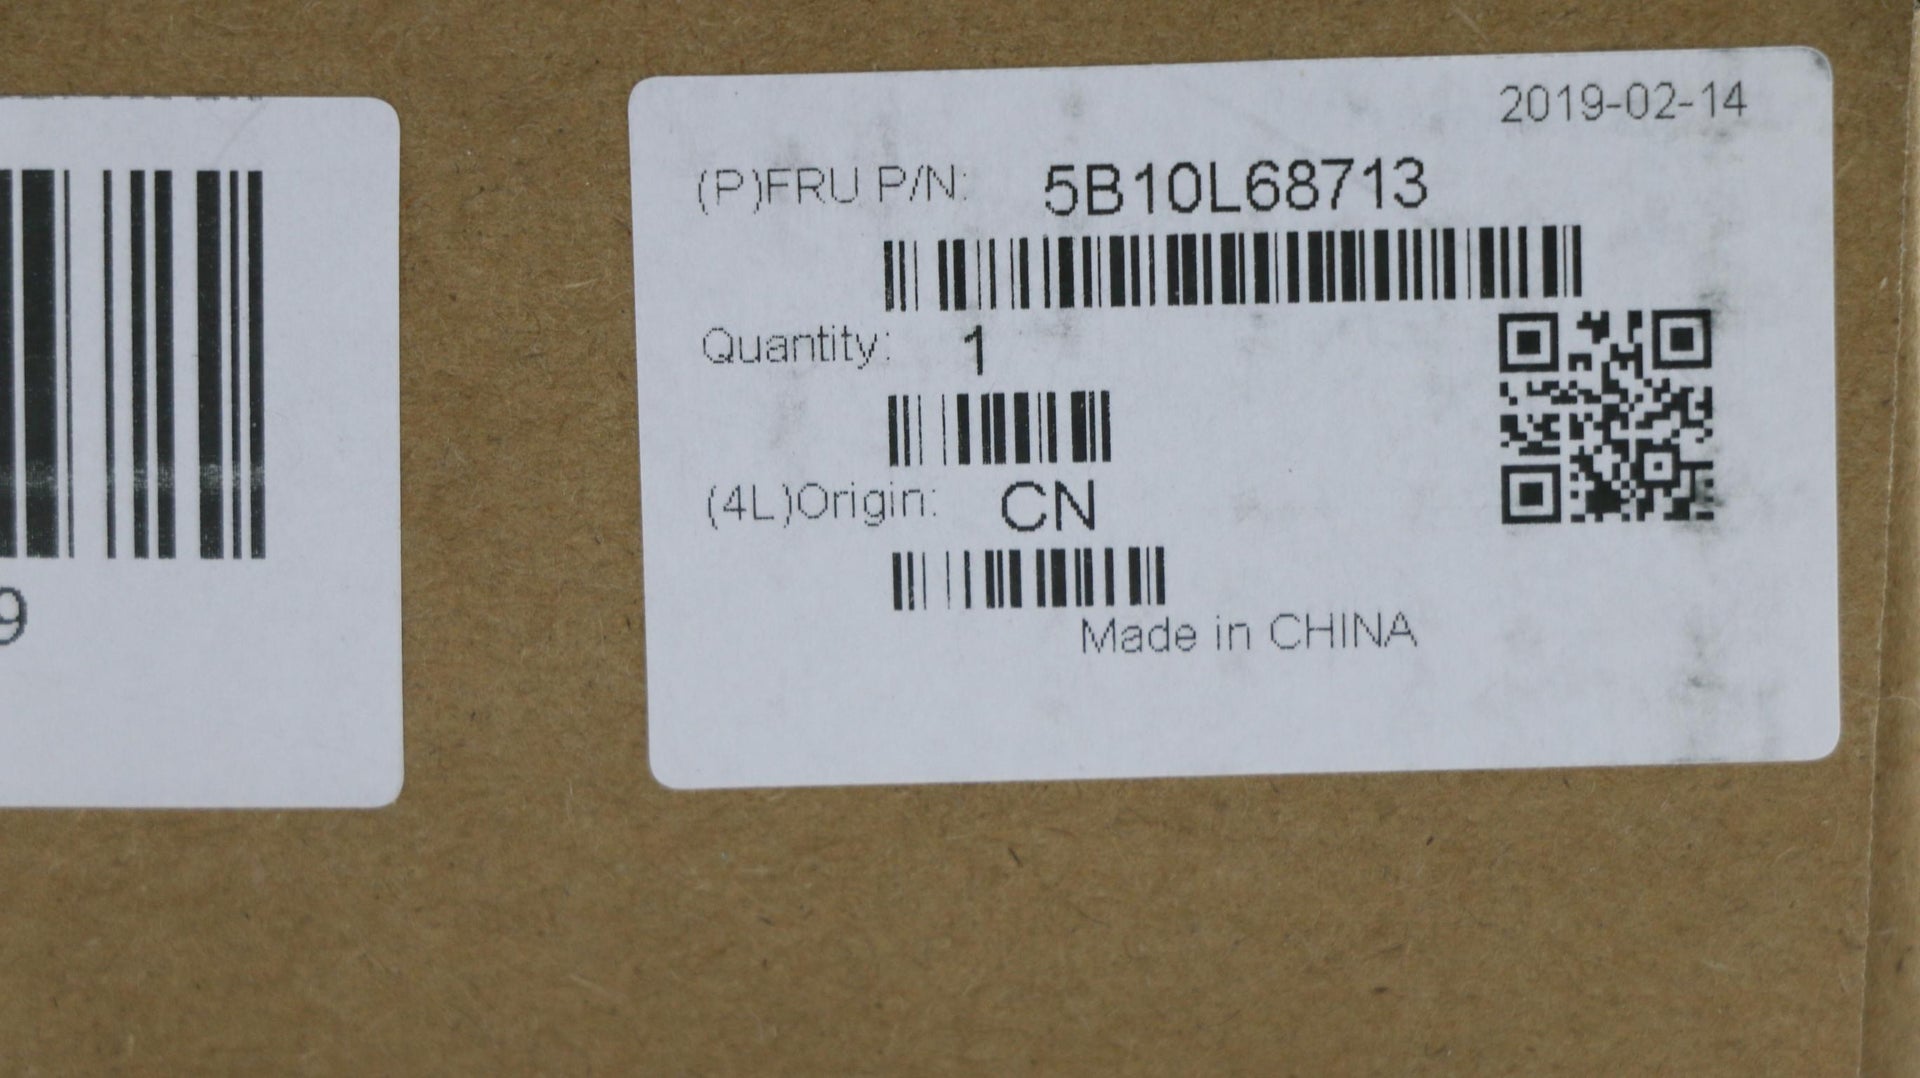 2019-02-14
(P)FRU P/N: 5B10L68713
Quantity: 1
(4L)Origin: CN
Made in CHINA
9